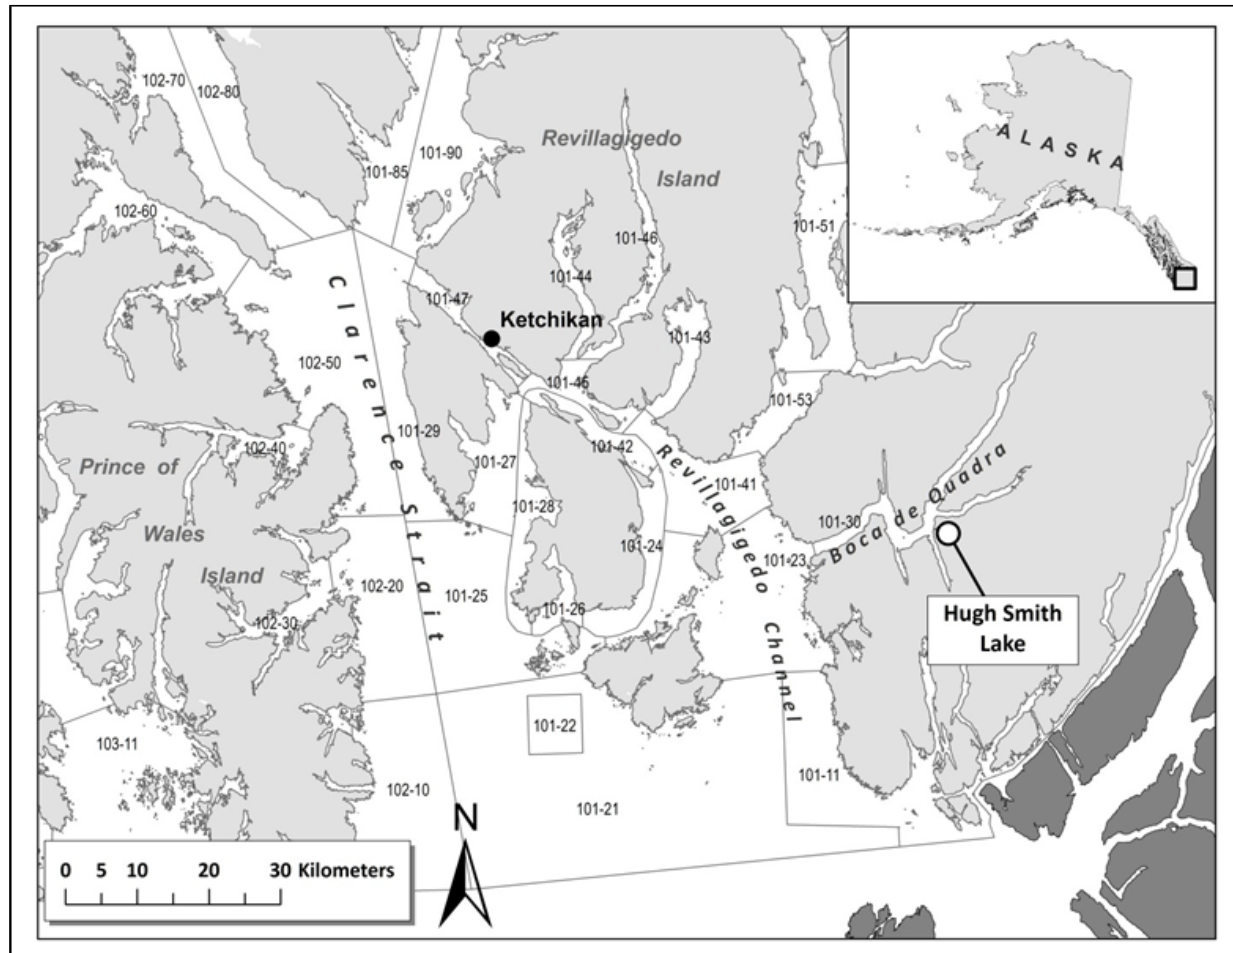 102-70
102-80
101-90
101-85
Revillagigedo
Island
ALASKA
102-60
101-51
101-46
101-44
101-47
Ketchikan
101-43
102-50
101-46
101-53
Clarence Strait
101-29
102-40
101-42
Prince of
Wales
Island
101-27
101-41
Revillagigedo Channel
Boca de Quadra
101-28
101-30
101-24
101-23
102-20
101-25
101-26
102-30
Hugh Smith
Lake
101-22
103-11
102-10
101-21
101-11
N
0 5 10 20 30 Kilometers